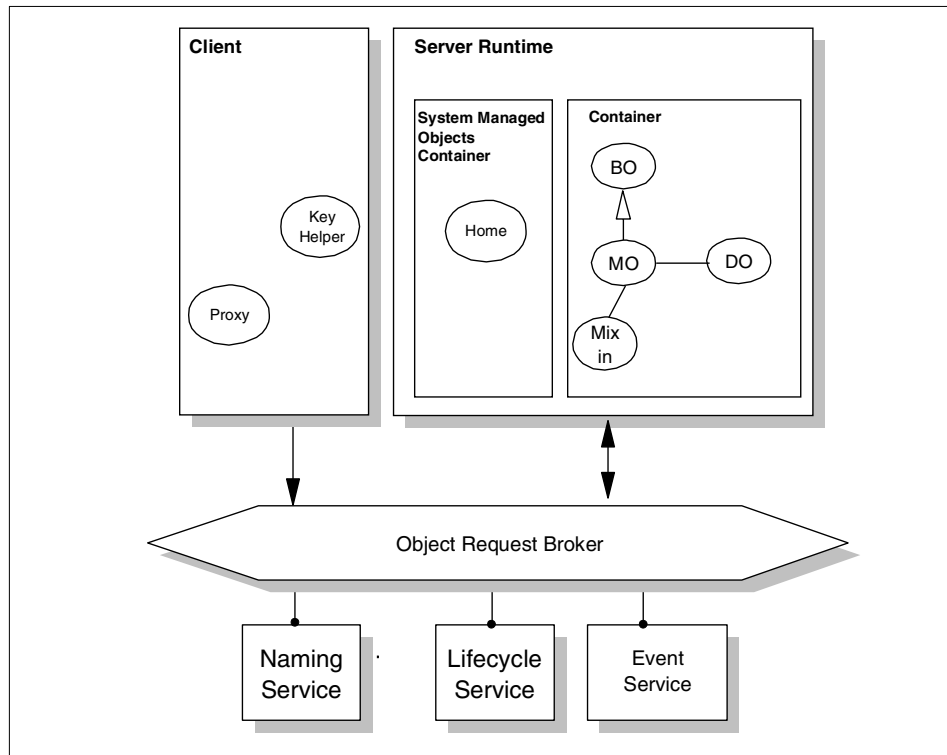 Client
Key
Helper
Proxy
Server Runtime
System Managed
Objects
Container
Home
Container
BO
MO
DO
Mix
in
Object Request Broker
Naming
Service
Lifecycle
Service
Event
Service